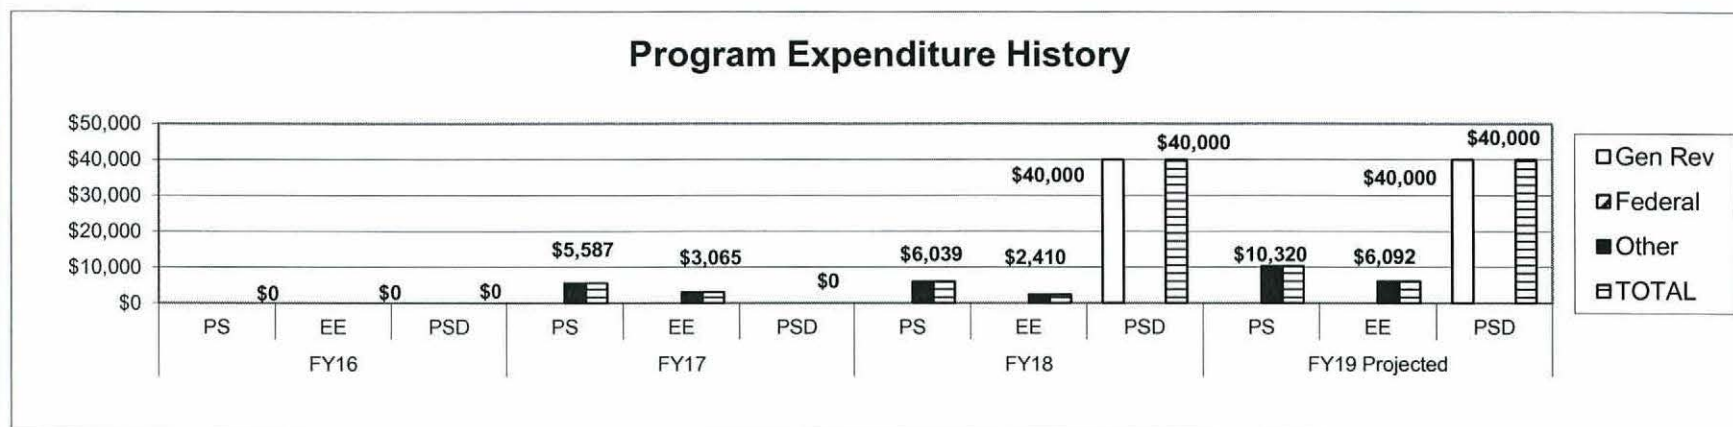 Program Expenditure History
$50,000
$40,000
$30,000
$20,000
$10,000
$0
$0 $0 $0 $5,587 $3,065 $0 $6,039 $2,410 $40,000 $40,000 $10,320 $6,092 $40,000 $40,000
PS EE PSD PS EE PSD PS EE PSD PS EE PSD
FY16 FY17 FY18 FY19 Projected
Gen Rev
Federal
Other
TOTAL